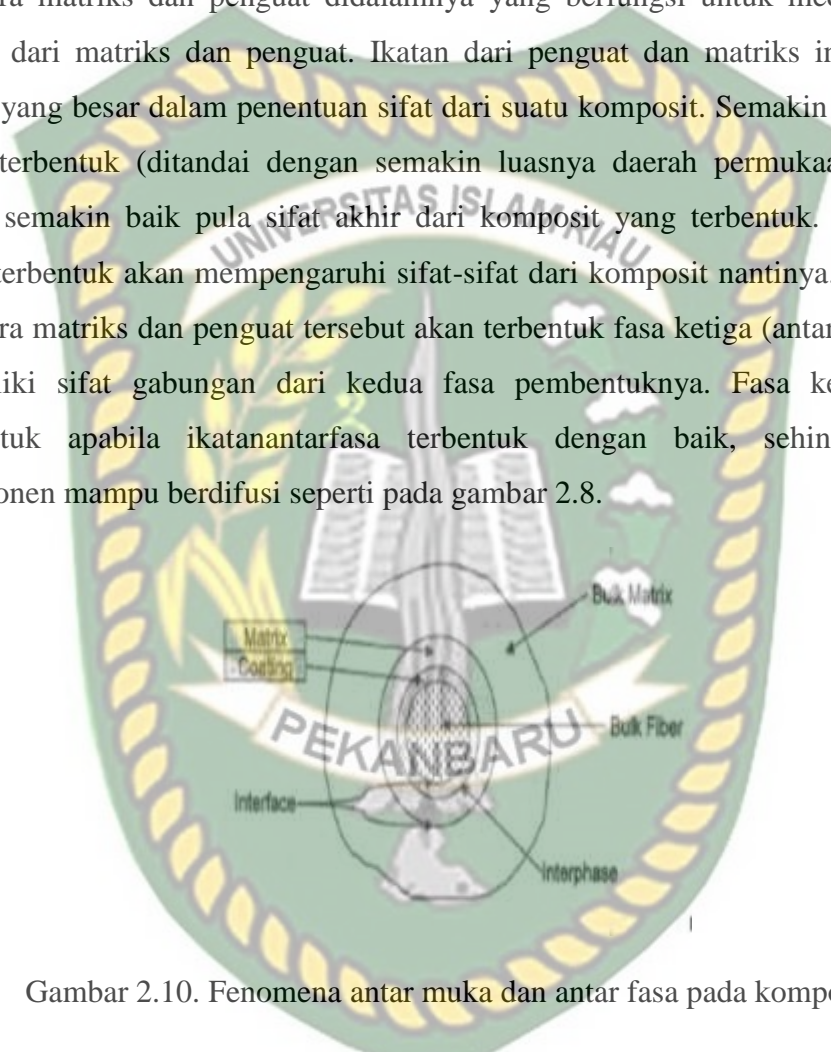 matriks dan penguat didalamnya yang berfungsi untuk
dari matriks dan penguat. Ikatan dari penguat dan matriks
yang besar dalam penentuan sifat dari suatu komposit. Semakin
terbentuk (ditandai dengan semakin luasnya daerah
semakin baik pula sifat akhir dari komposit yang terbentuk.
UNIVERSITAS ISLAM RIAU
terbentuk akan mempengaruhi sifat-sifat dari komposit nantinya.
ra matriks dan penguat tersebut akan terbentuk fasa ketiga (antar
liki sifat gabungan dari kedua fasa pembentuknya. Fasa ke
tuk apabila ikatanantarfasa terbentuk dengan baik, sehin
onen mampu berdifusi seperti pada gambar 2.8.
Bulk Matrix
Matrix
Coating
PEKANBARU
Bulk Fiber
Interface
Interphase
Gambar 2.10. Fenomena antar muka dan antar fasa pada kompo